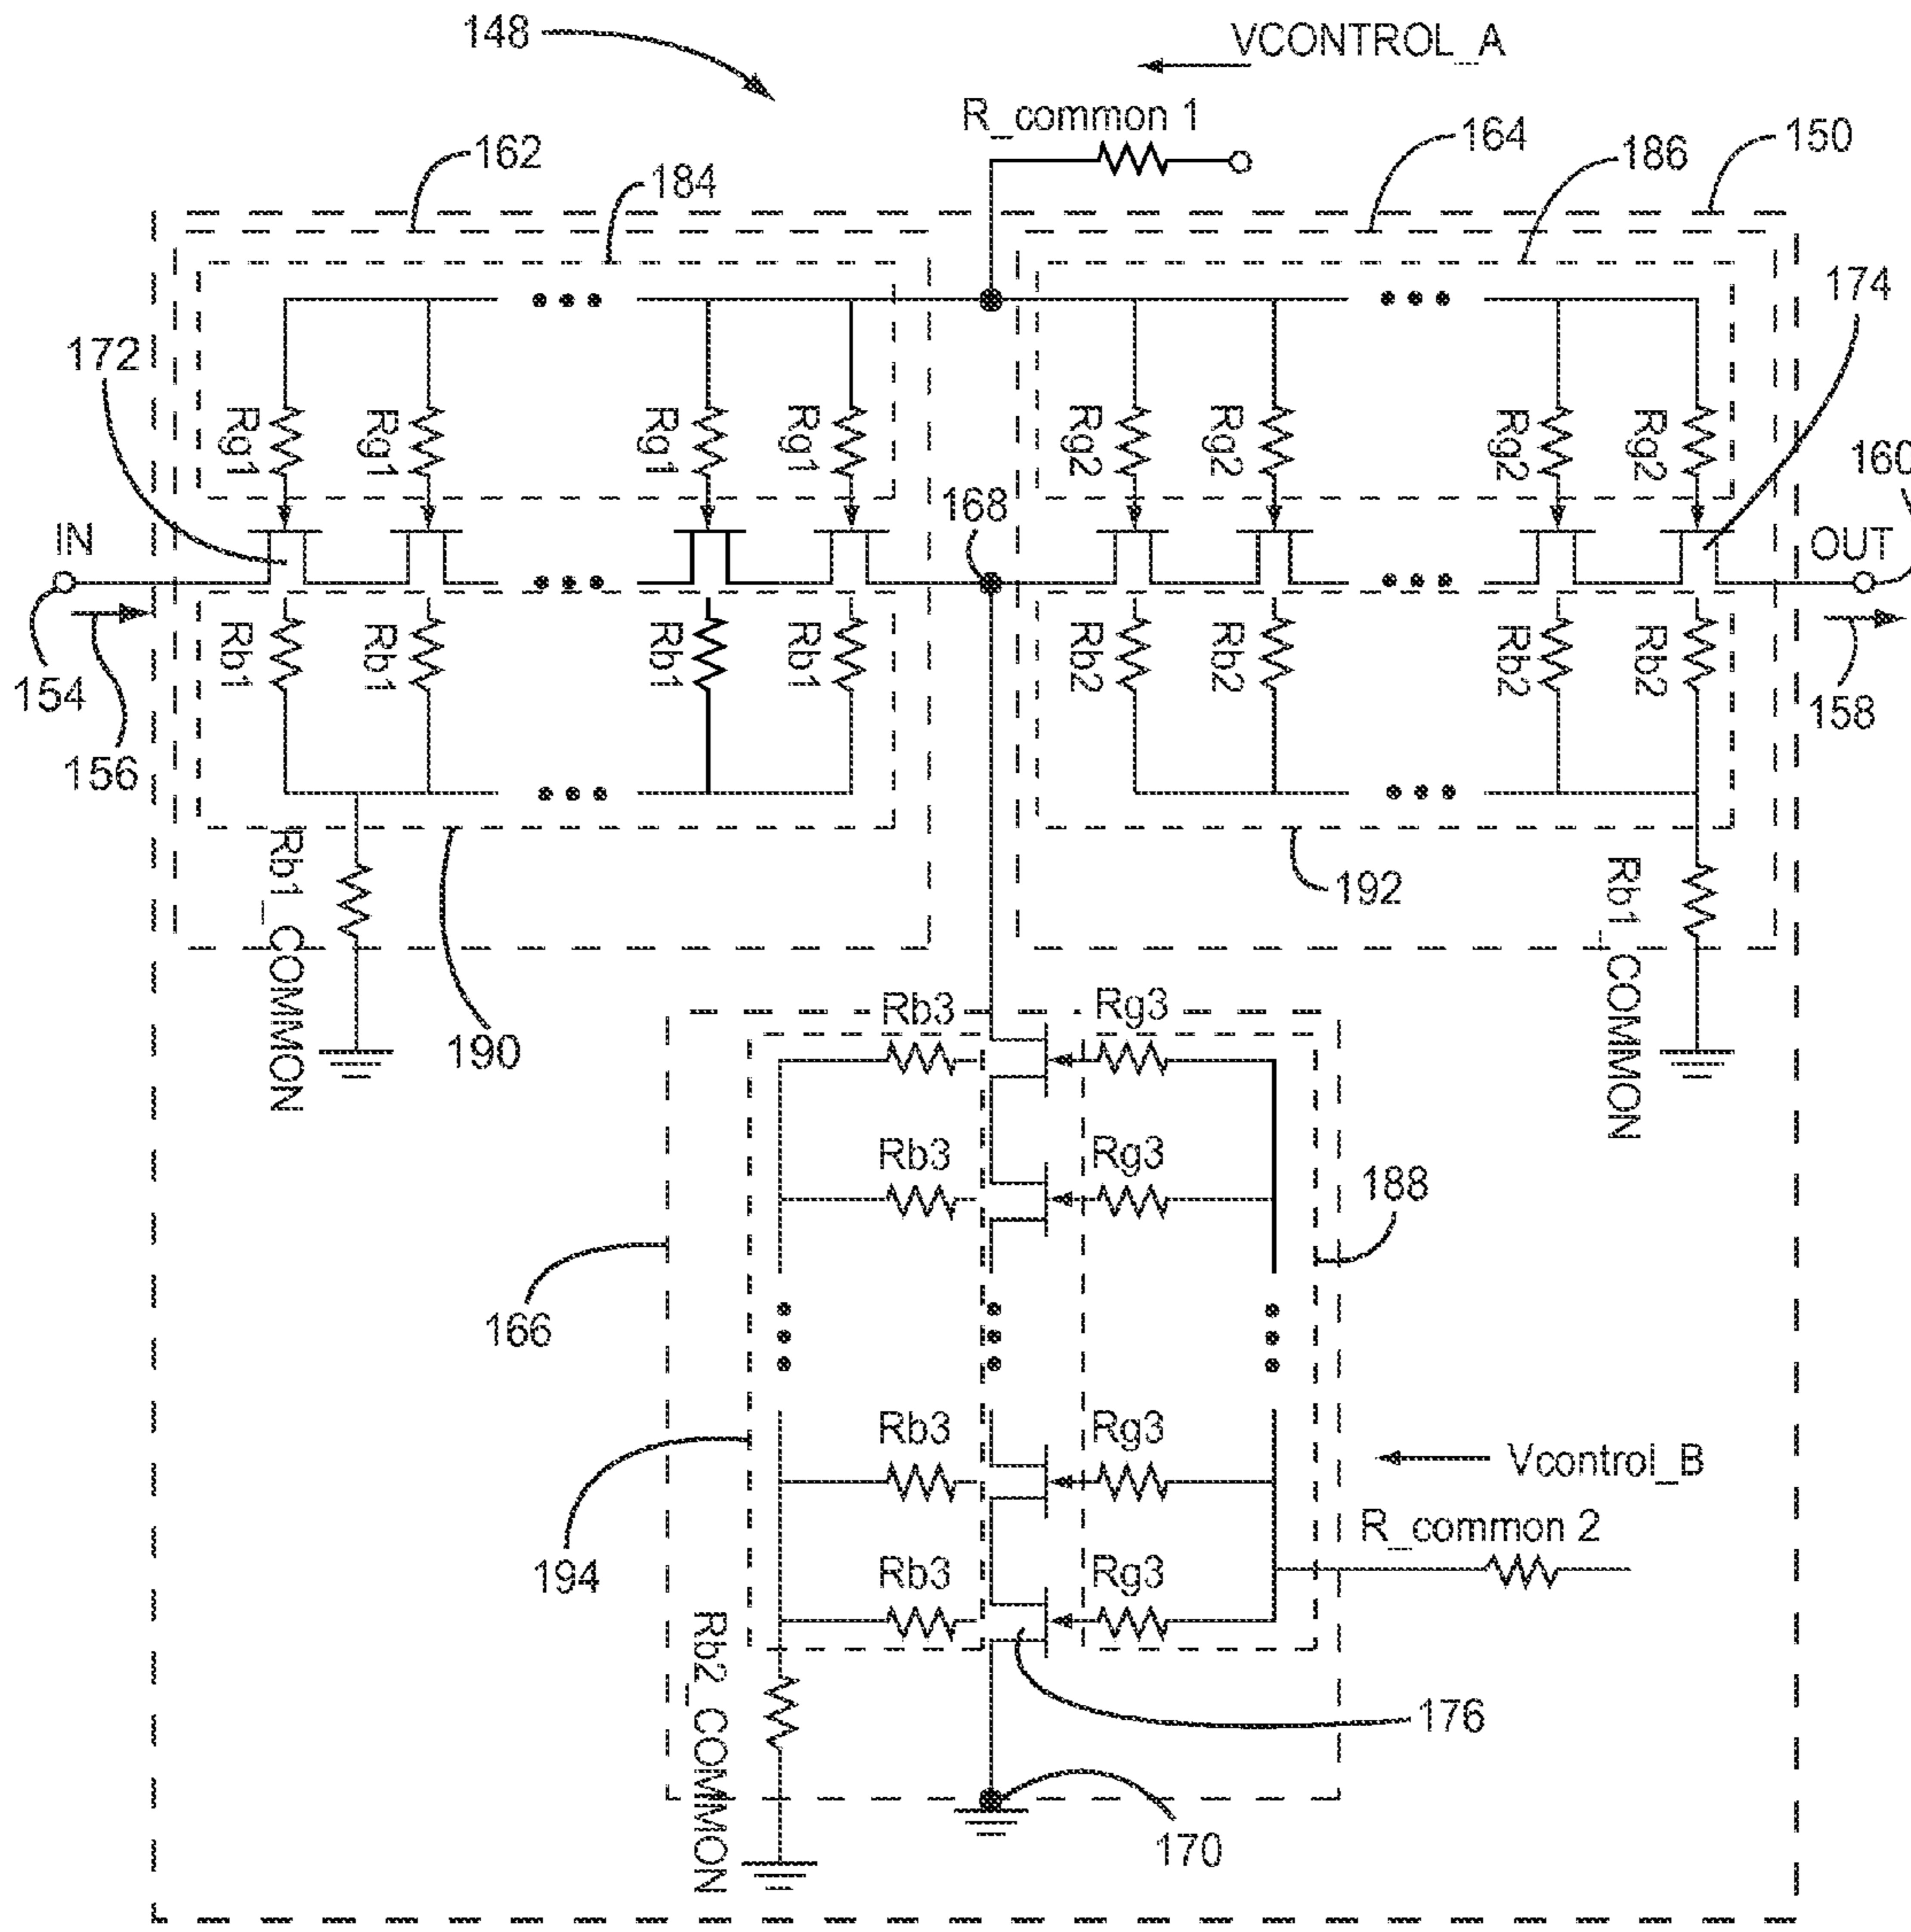 148
VCONTROL_A
R_common 1
162
184
164
186
150
174
172
Rg1
Rg1
Rg1
Rg1
Rg2
Rg2
Rg2
Rg2
160
168
IN
OUT
154
156
Rb1
Rb1
Rb1
Rb1
Rb2
Rb2
Rb2
Rb2
158
Rb1_COMMON
190
192
Rb1_COMMON
Rb3
Rg3
Rb3
Rg3
188
166
Rb3
Rg3
Vcontrol_B
R_common 2
194
Rb3
Rg3
Rb2_COMMON
176
170